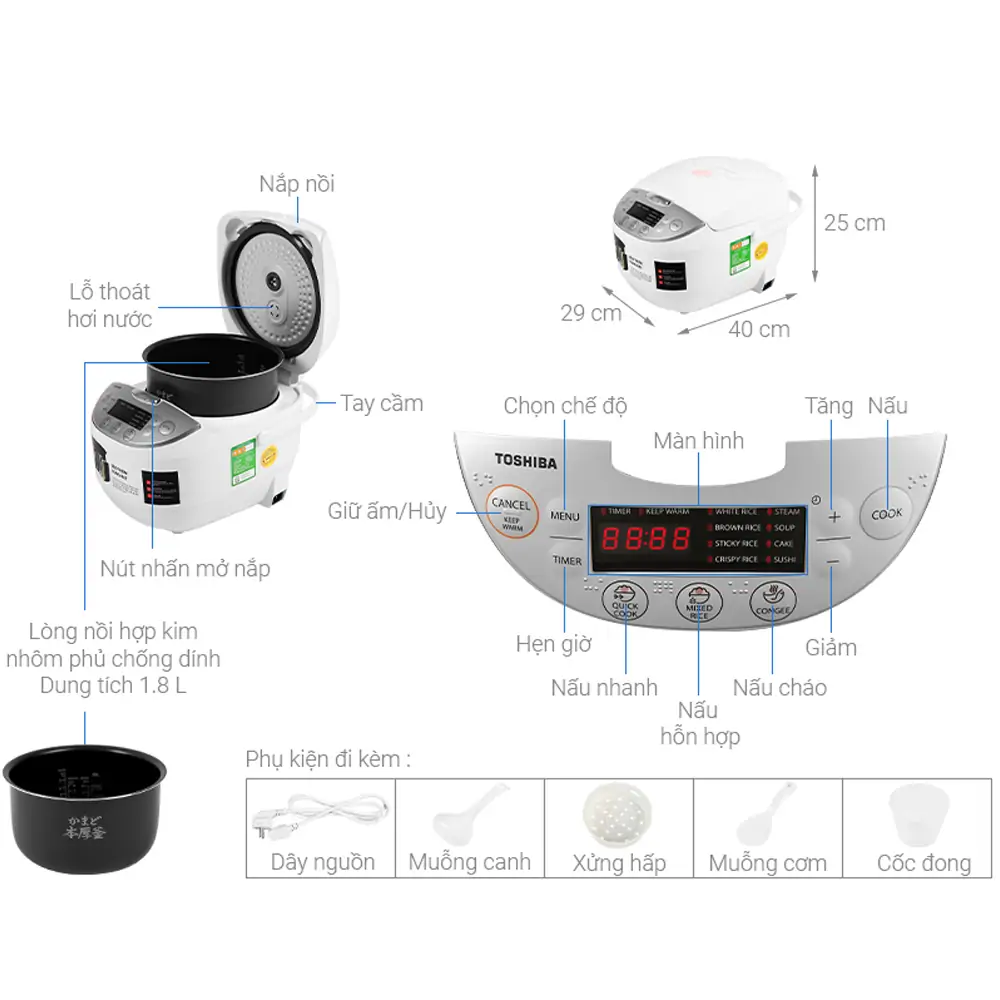 Nắp nồi
Lỗ thoát
hơi nước
Tay cầm
Nút nhấn mở nắp
Lòng nồi hợp kim
nhôm phủ chống dính
Dung tích 1.8 L
かまど
本厚釜
25 cm
29 cm
40 cm
Chọn chế độ
Màn hình
Tăng
Nấu
Giữ ấm/Hủy
TOSHIBA
CANCEL
KEEP
WARM
MENU
TIMER
TIMER
KEEP WARM
WHITE RICE
STEAM
BROWN RICE
SOUP
STICKY RICE
CAKE
CRISPY RICE
SUSHI
88:88
+
−
COOK
QUICK
COOK
MIXED
RICE
CONGEE
Hẹn giờ
Giảm
Nấu nhanh
Nấu
hỗn hợp
Nấu cháo
Phụ kiện đi kèm :
Dây nguồn
Muỗng canh
Xửng hấp
Muỗng cơm
Cốc đong